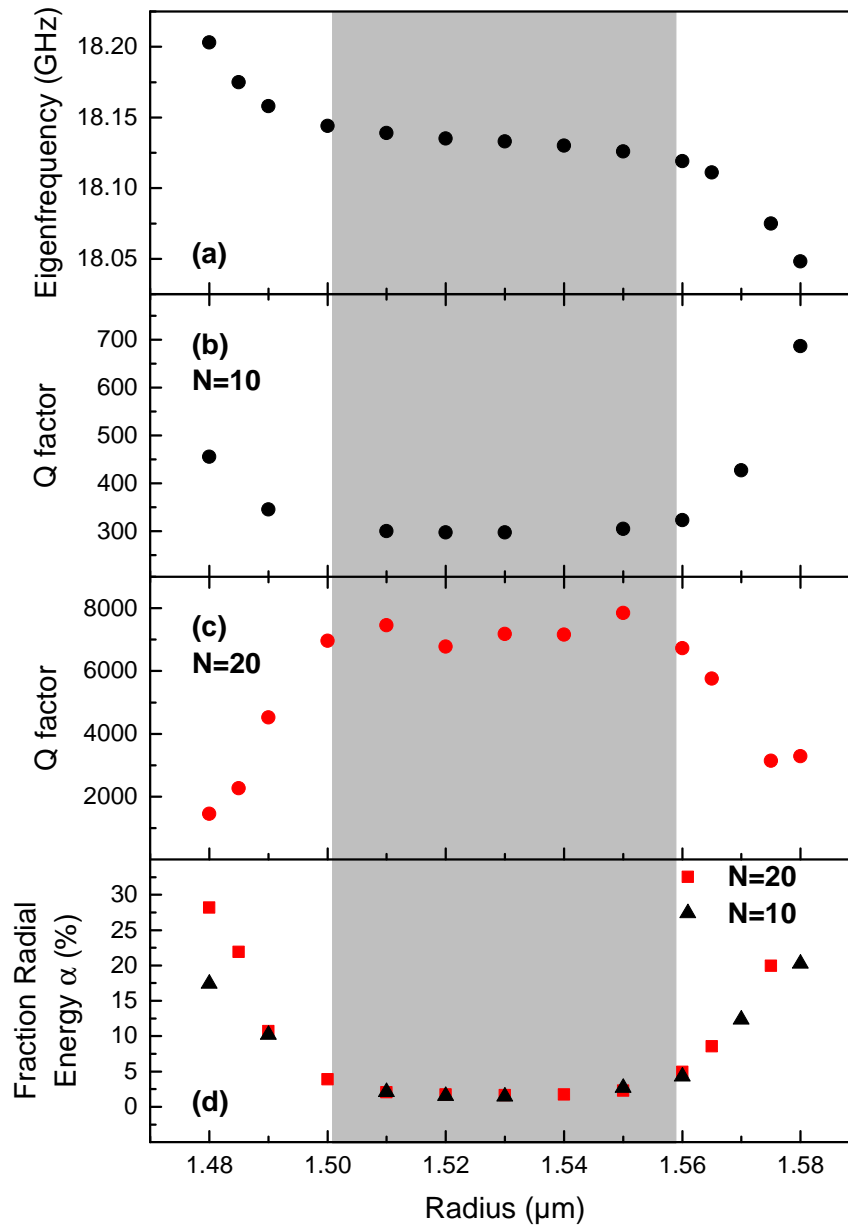 18.20
18.15
18.10
18.05
Eigenfrequency (GHz)
(a)
700
600
500
400
300
Q factor
(b)
N=10
8000
6000
4000
2000
Q factor
(c)
N=20
30
25
20
15
10
5
0
Fraction Radial
Energy α (%)
N=20
N=10
(d)
1.48
1.50
1.52
1.54
1.56
1.58
Radius (µm)